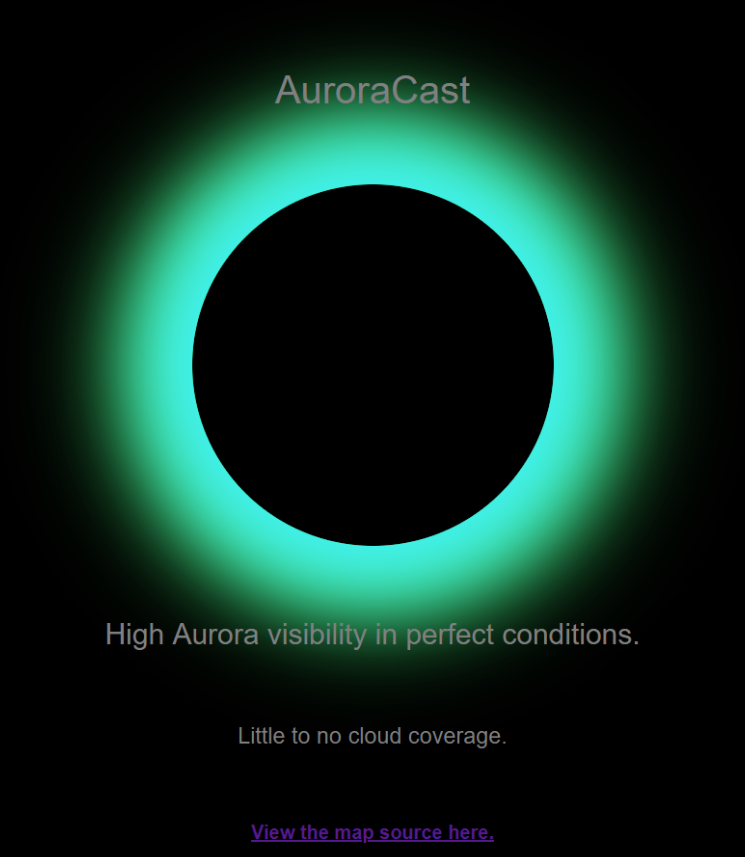 AuroraCast
High Aurora visibility in perfect conditions.
Little to no cloud coverage.
View the map source here.